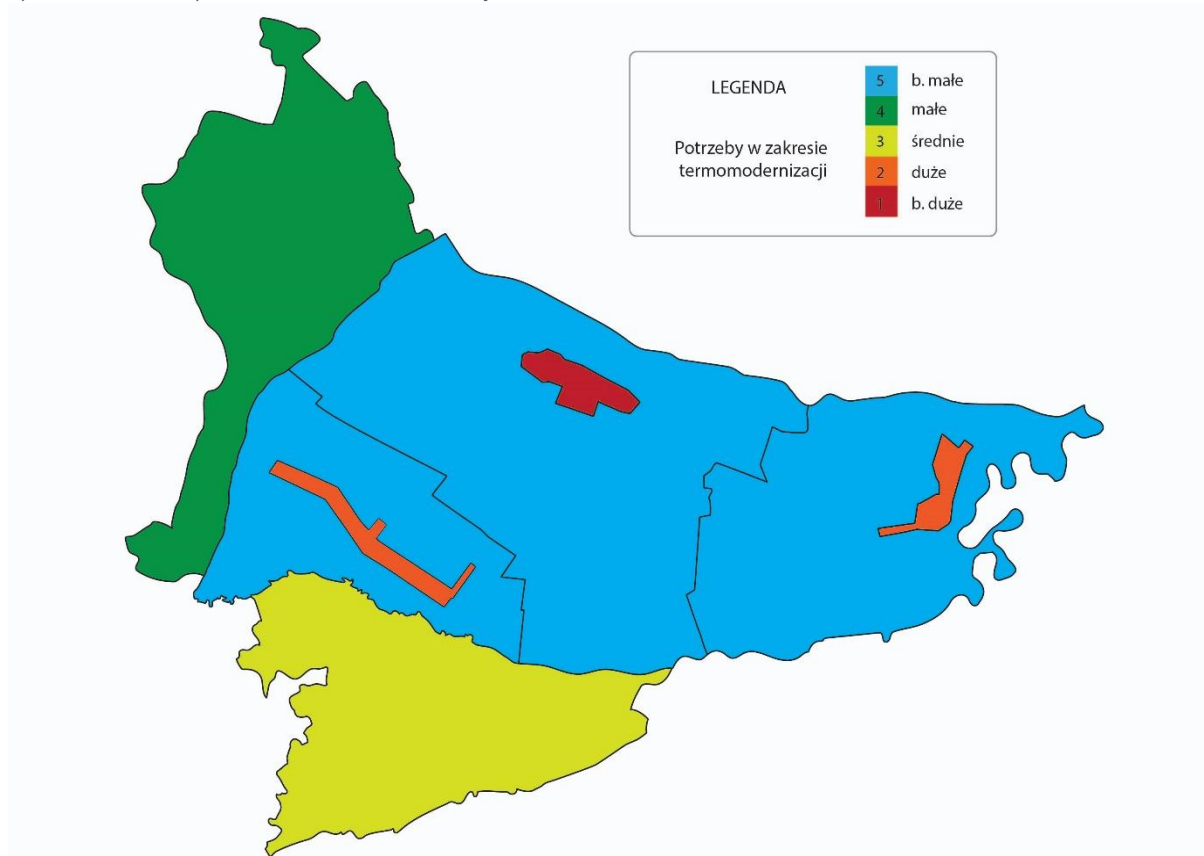 LEGENDA
Potrzeby w zakresie
termomodernizacji
5 b. małe
4 małe
3 średnie
2 duże
1 b. duże